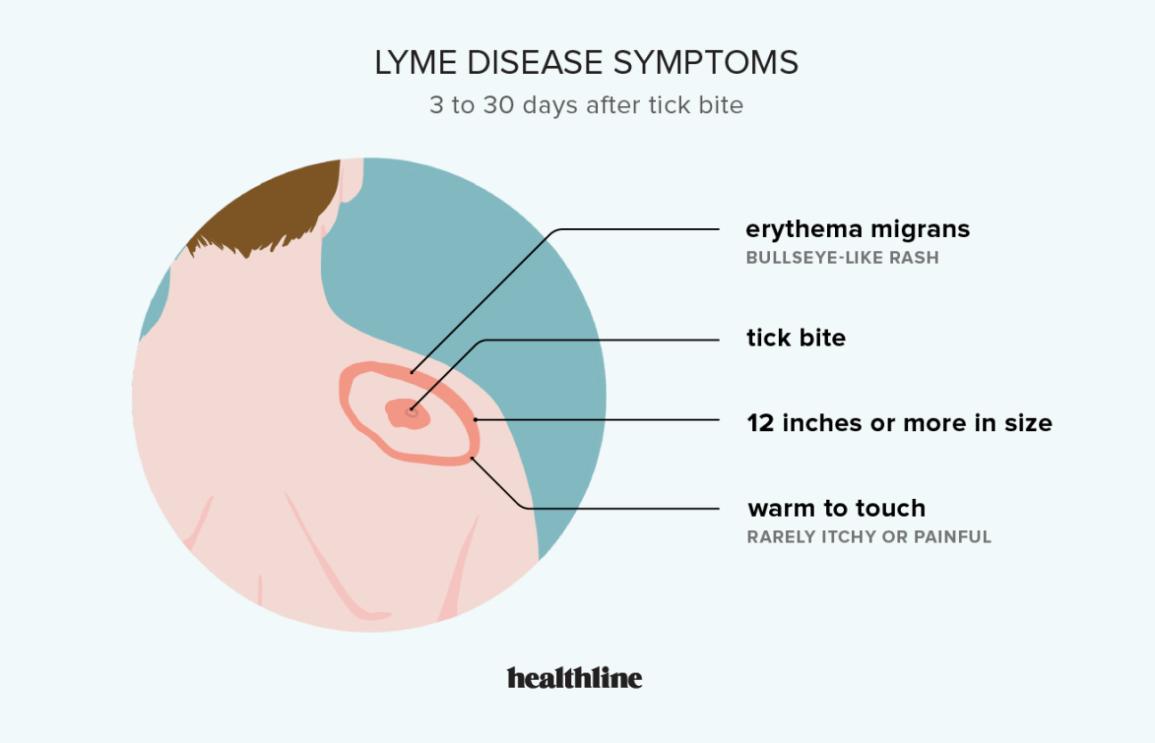 LYME DISEASE SYMPTOMS
3 to 30 days after tick bite
erythema migrans
BULLSEYE-LIKE RASH
tick bite
12 inches or more in size
warm to touch
RARELY ITCHY OR PAINFUL
healthline